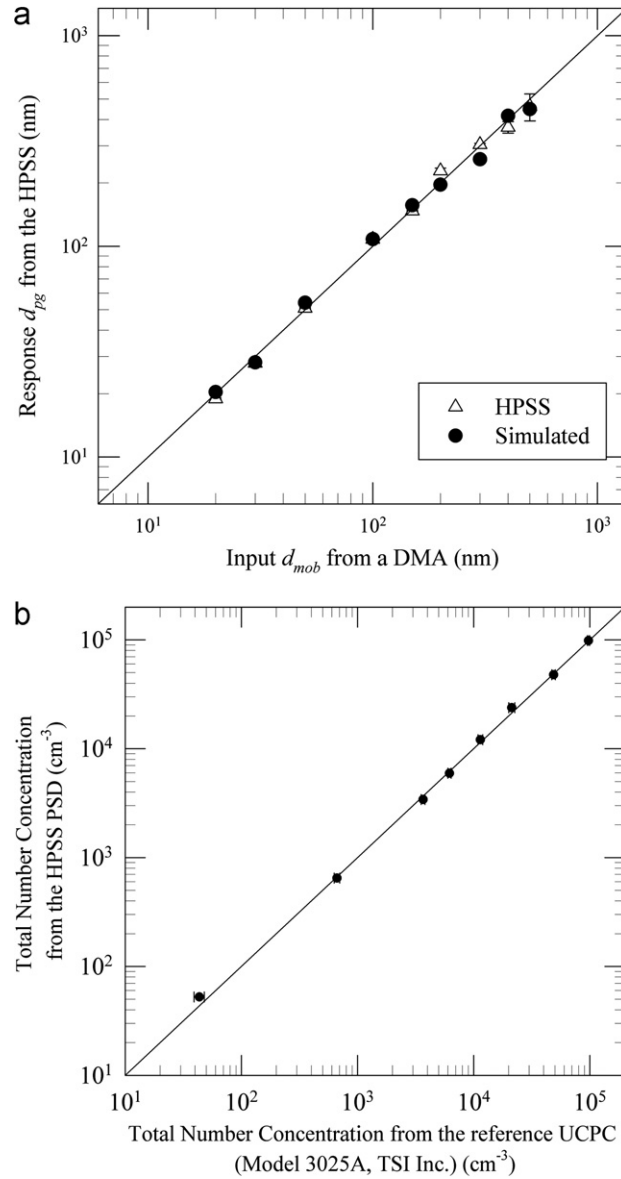 a
10³
10²
10¹
Response d_pg from the HPSS (nm)
HPSS
Simulated
10¹ 10² 10³
Input d_mob from a DMA (nm)
b
10⁵
10⁴
10³
10²
10¹
Total Number Concentration
from the HPSS PSD (cm⁻³)
10¹ 10² 10³ 10⁴ 10⁵
Total Number Concentration from the reference UCPC
(Model 3025A, TSI Inc.) (cm⁻³)